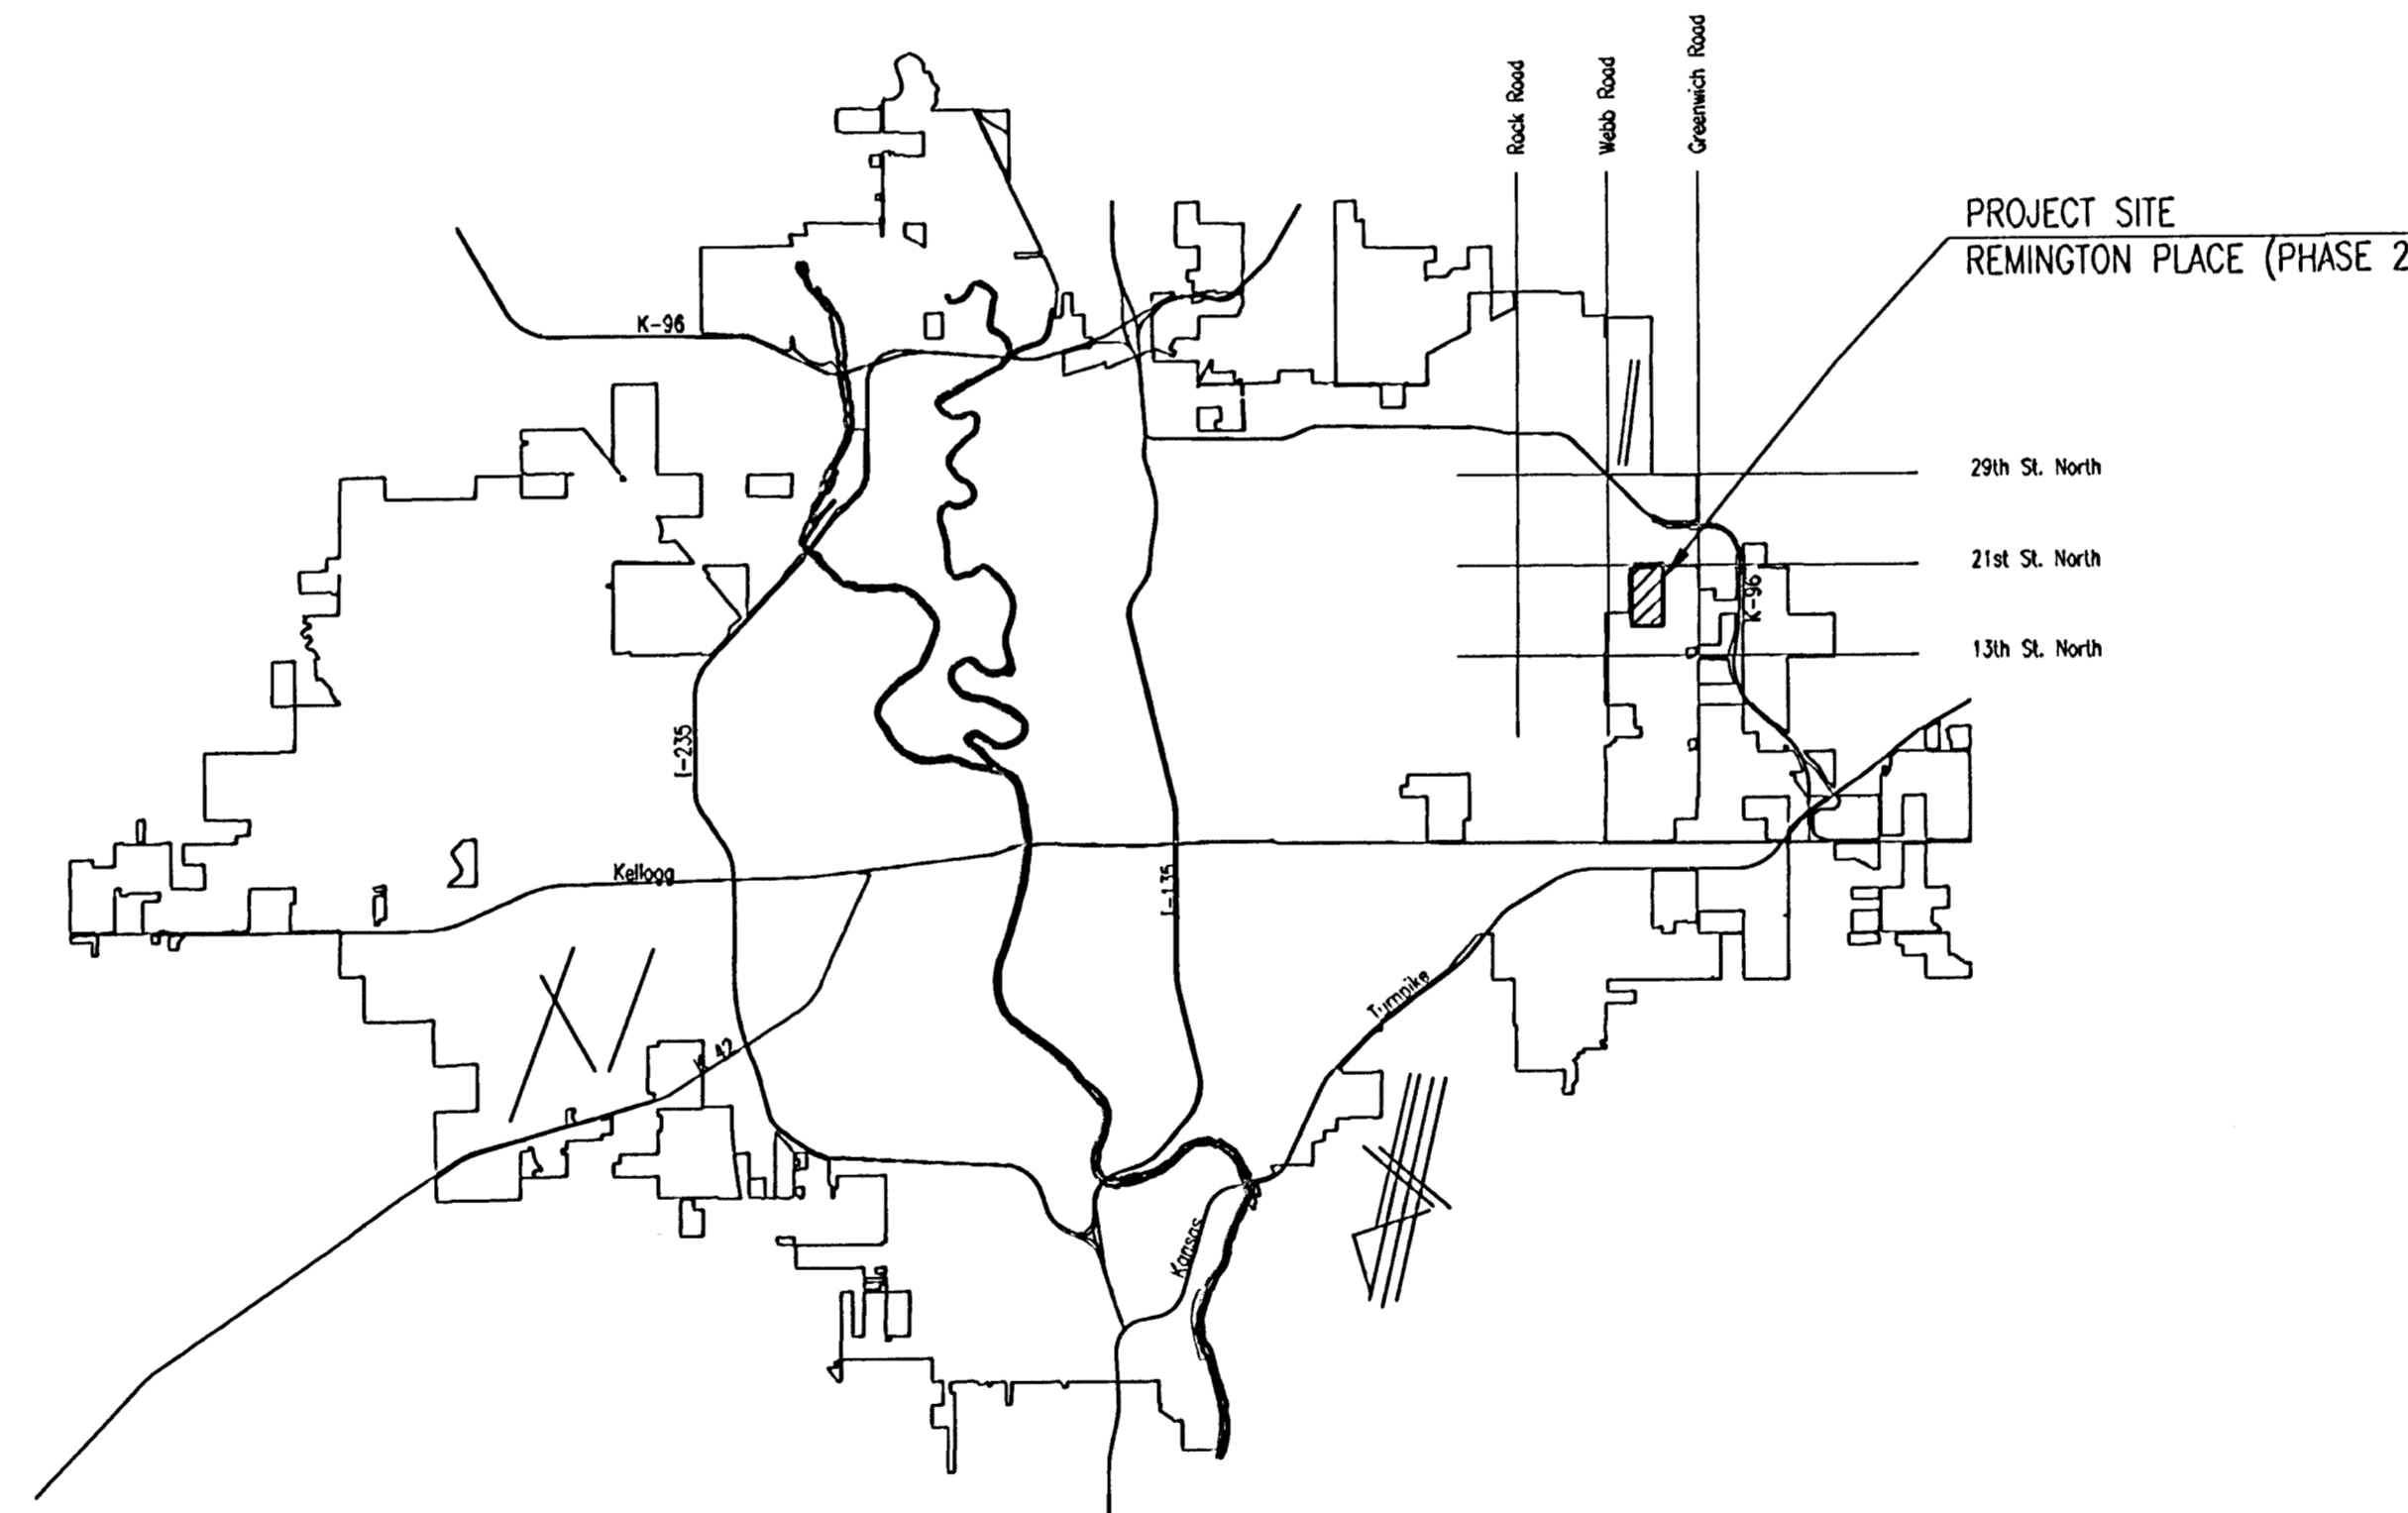 Rock Road
Webb Road
Greenwich Road
PROJECT SITE
REMINGTON PLACE (PHASE 2
K-96
29th St. North
21st St. North
K-96
13th St. North
I-235
Kellogg
I-135
Turnpike
K 42
Kansas